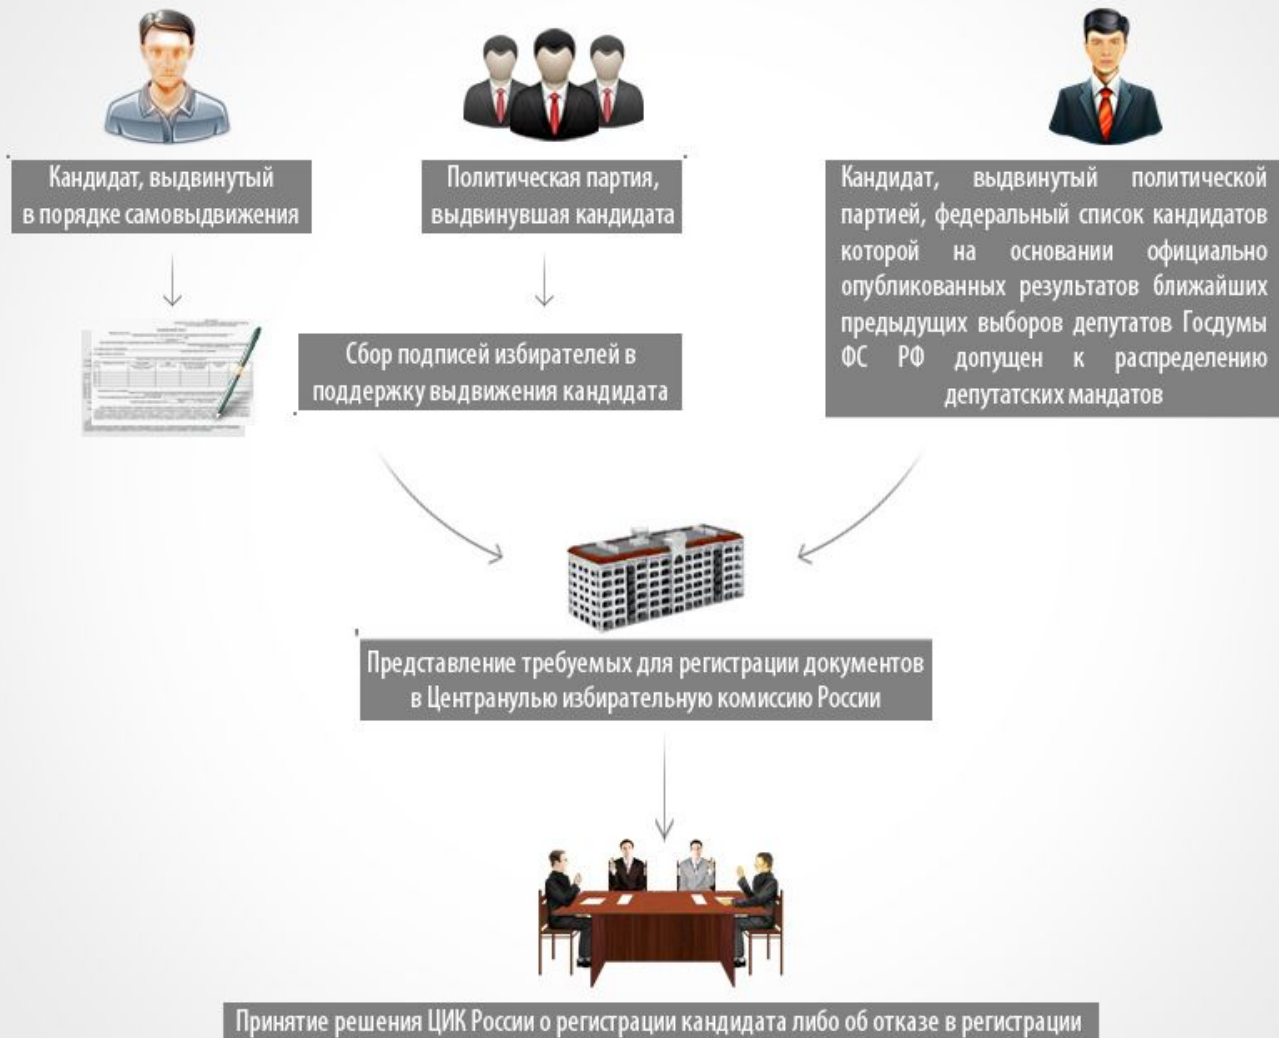 Кандидат, выдвинутый
в порядке самовыдвижения
Политическая партия,
выдвинувшая кандидата
Кандидат, выдвинутый политической
партией, федеральный список кандидатов
которой на основании официально
опубликованных результатов ближайших
предыдущих выборов депутатов Госдумы
ФС РФ допущен к распределению
депутатских мандатов
Сбор подписей избирателей в
поддержку выдвижения кандидата
Представление требуемых для регистрации документов
в Центранулью избирательную комиссию России
Принятие решения ЦИК России о регистрации кандидата либо об отказе в регистрации